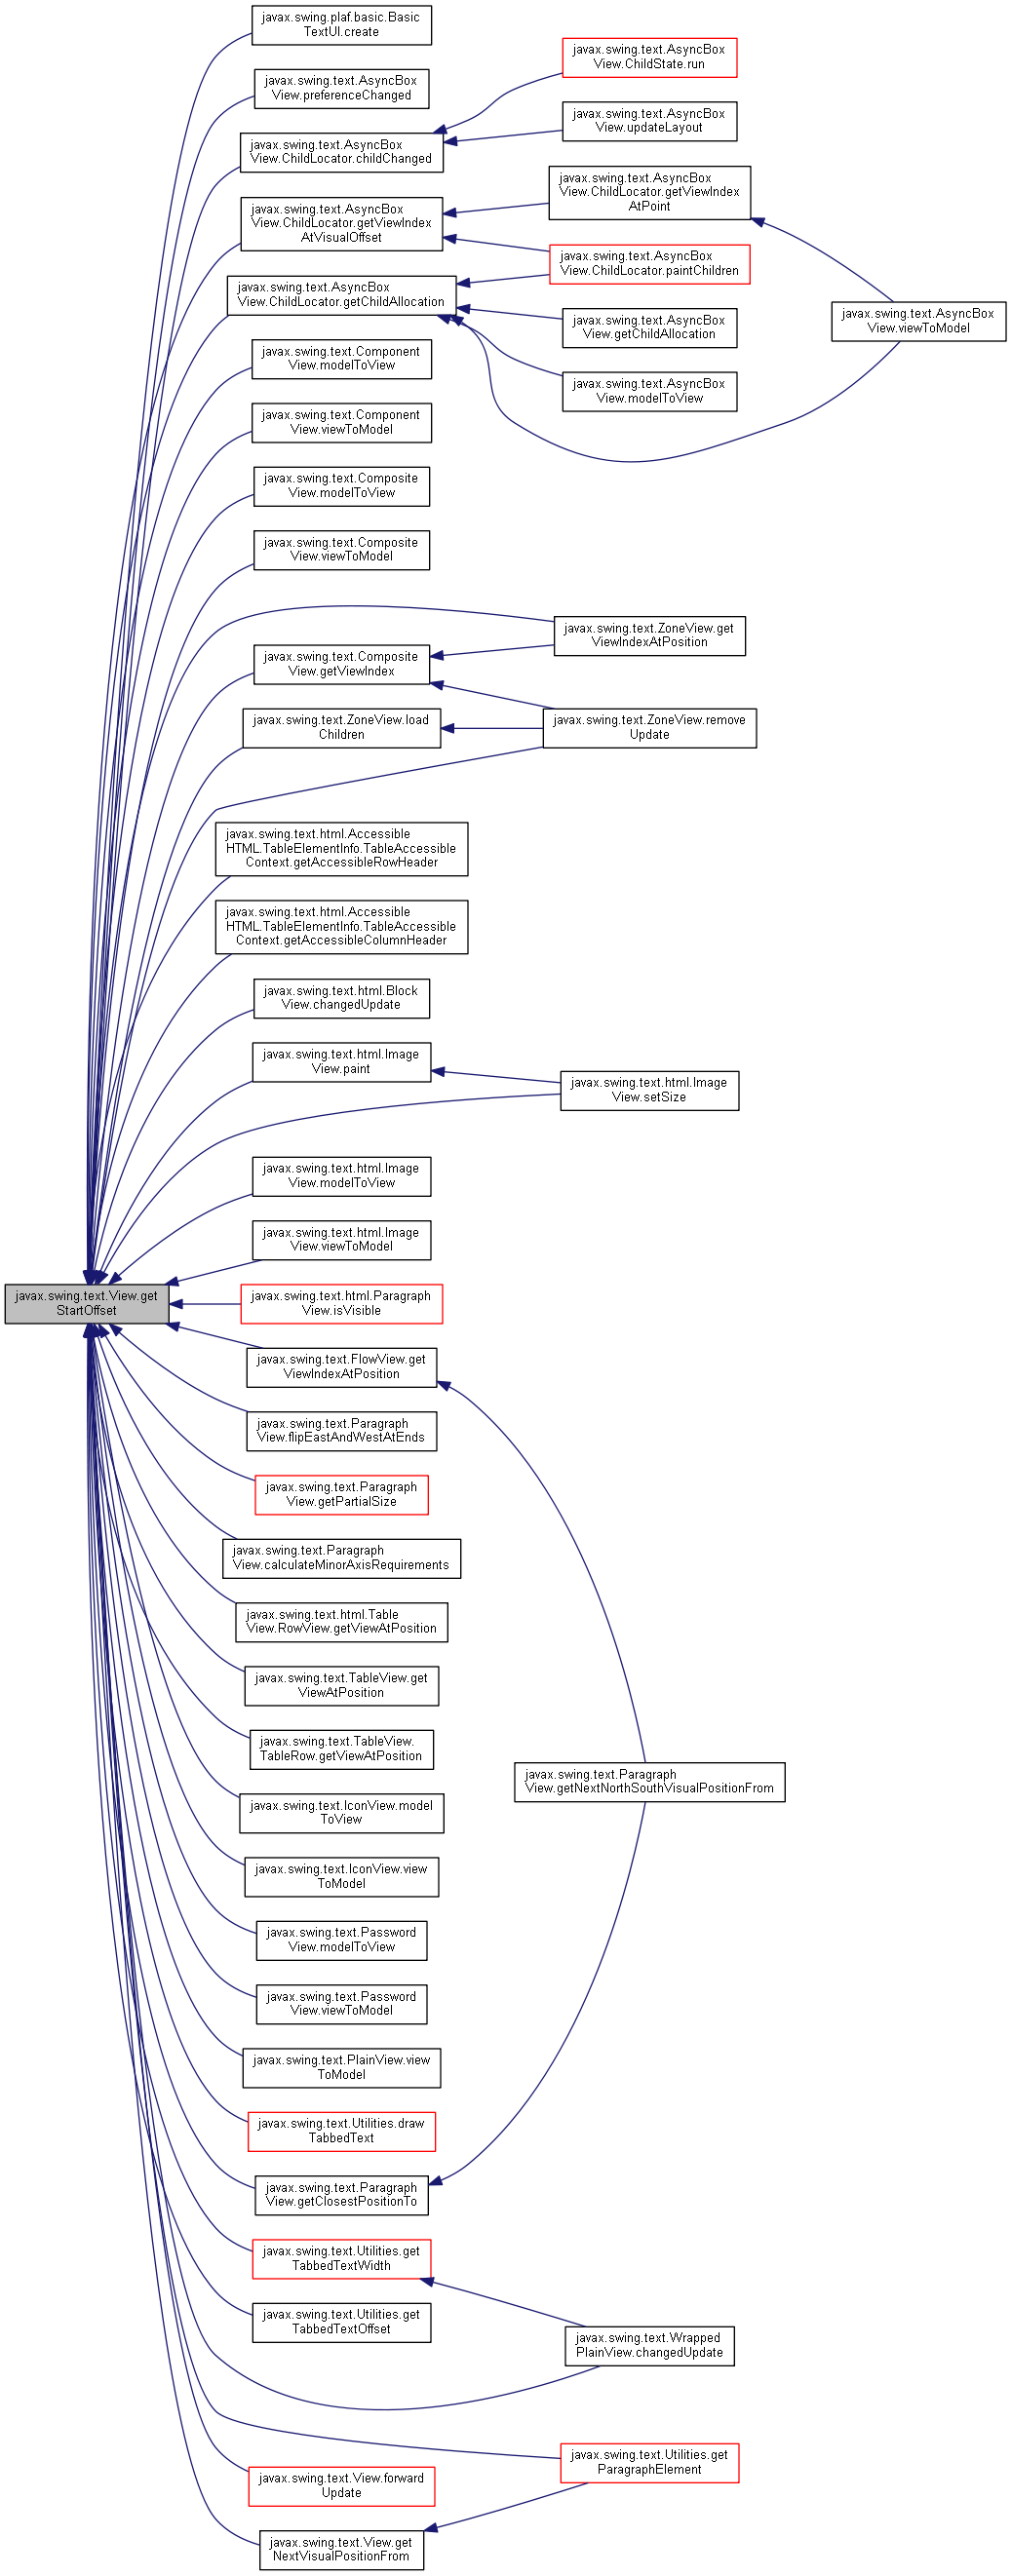 javax.swing.plaf.basic.Basic
TextUI.create
javax.swing.text.AsyncBox
View.preferenceChanged
javax.swing.text.AsyncBox
View.ChildLocator.childChanged
javax.swing.text.AsyncBox
View.ChildState.run
javax.swing.text.AsyncBox
View.updateLayout
javax.swing.text.AsyncBox
View.ChildLocator.getViewIndex
AtVisualOffset
javax.swing.text.AsyncBox
View.ChildLocator.getViewIndex
AtPoint
javax.swing.text.AsyncBox
View.ChildLocator.paintChildren
javax.swing.text.AsyncBox
View.ChildLocator.getChildAllocation
javax.swing.text.AsyncBox
View.getChildAllocation
javax.swing.text.AsyncBox
View.viewToModel
javax.swing.text.AsyncBox
View.modelToView
javax.swing.text.Component
View.modelToView
javax.swing.text.Component
View.viewToModel
javax.swing.text.Composite
View.modelToView
javax.swing.text.Composite
View.viewToModel
javax.swing.text.ZoneView.get
ViewIndexAtPosition
javax.swing.text.Composite
View.getViewIndex
javax.swing.text.ZoneView.load
Children
javax.swing.text.ZoneView.remove
Update
javax.swing.text.html.Accessible
HTML.TableElementInfo.TableAccessible
Context.getAccessibleRowHeader
javax.swing.text.html.Accessible
HTML.TableElementInfo.TableAccessible
Context.getAccessibleColumnHeader
javax.swing.text.html.Block
View.changedUpdate
javax.swing.text.html.Image
View.paint
javax.swing.text.html.Image
View.setSize
javax.swing.text.html.Image
View.modelToView
javax.swing.text.html.Image
View.viewToModel
javax.swing.text.View.get
StartOffset
javax.swing.text.html.Paragraph
View.isVisible
javax.swing.text.FlowView.get
ViewIndexAtPosition
javax.swing.text.Paragraph
View.flipEastAndWestAtEnds
javax.swing.text.Paragraph
View.getPartialSize
javax.swing.text.Paragraph
View.calculateMinorAxisRequirements
javax.swing.text.html.Table
View.RowView.getViewAtPosition
javax.swing.text.TableView.get
ViewAtPosition
javax.swing.text.TableView.
TableRow.getViewAtPosition
javax.swing.text.Paragraph
View.getNextNorthSouthVisualPositionFrom
javax.swing.text.IconView.model
ToView
javax.swing.text.IconView.view
ToModel
javax.swing.text.Password
View.modelToView
javax.swing.text.Password
View.viewToModel
javax.swing.text.PlainView.view
ToModel
javax.swing.text.Utilities.draw
TabbedText
javax.swing.text.Paragraph
View.getClosestPositionTo
javax.swing.text.Utilities.get
TabbedTextWidth
javax.swing.text.Utilities.get
TabbedTextOffset
javax.swing.text.Wrapped
PlainView.changedUpdate
javax.swing.text.Utilities.get
ParagraphElement
javax.swing.text.View.forward
Update
javax.swing.text.View.get
NextVisualPositionFrom